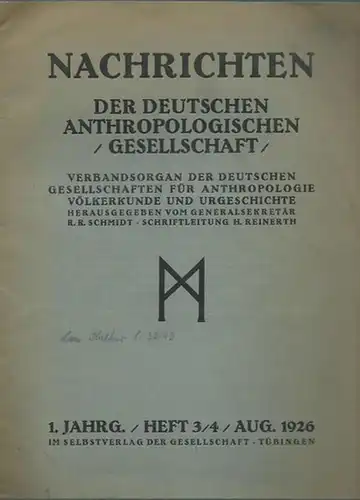 NACHRICHTEN
DER DEUTSCHEN
ANTHROPOLOGISCHEN
/ GESELLSCHAFT /
VERBANDSORGAN DER DEUTSCHEN
GESELLSCHAFTEN FÜR ANTHROPOLOGIE
VÖLKERKUNDE UND URGESCHICHTE
HERAUSGEGEBEN VOM GENERALSEKRETÄR
R. R. SCHMIDT - SCHRIFTLEITUNG H. REINERTH
1. JAHRG. / HEFT 3/4 / AUG. 1926
IM SELBSTVERLAG DER GESELLSCHAFT - TÜBINGEN